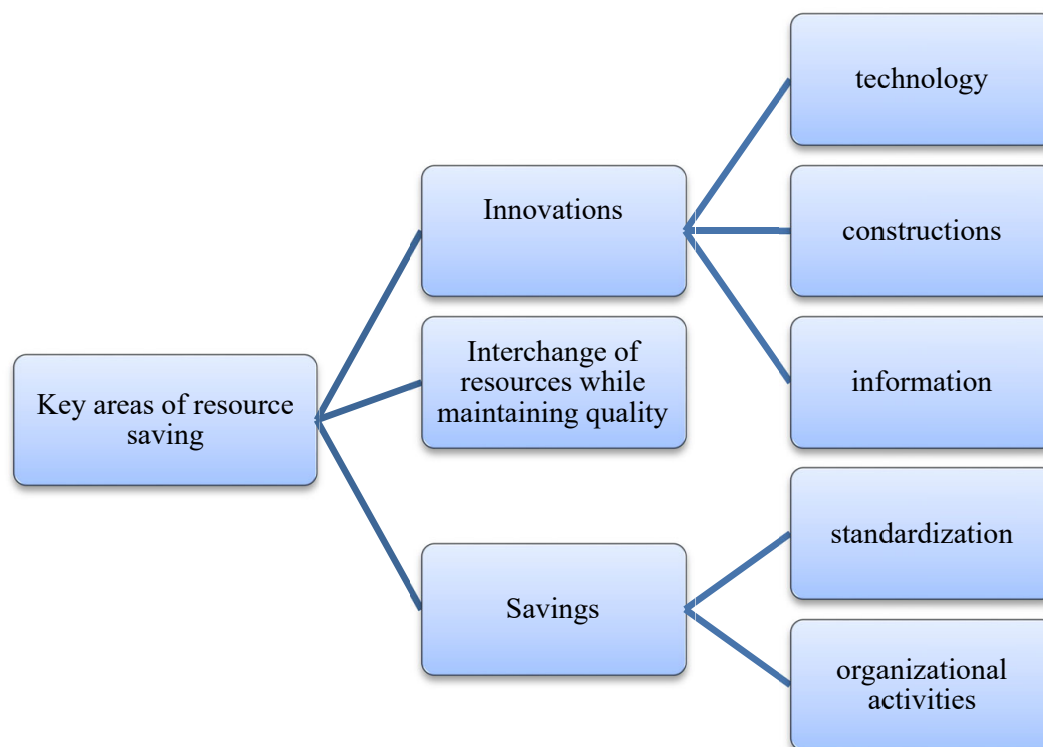 Key areas of resource
saving
Innovations
Interchange of
resources while
maintaining quality
Savings
technology
constructions
information
standardization
organizational
activities